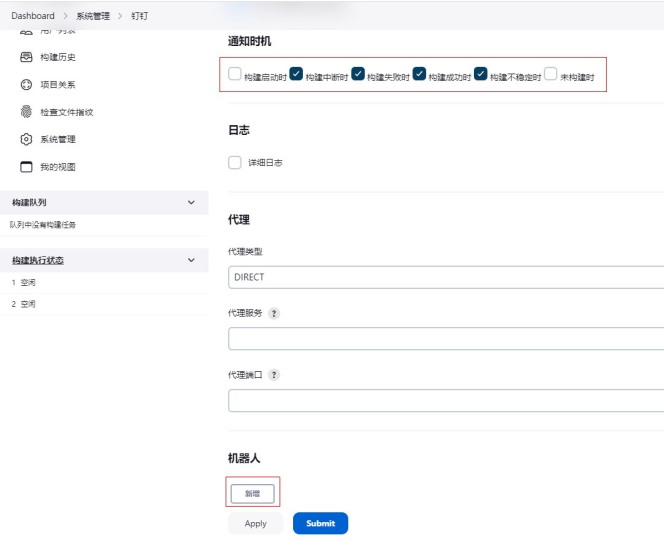 Dashboard > 系统管理 > 钉钉
用户列表
构建历史
项目关系
检查文件指纹
系统管理
我的视图
构建队列
队列中没有构建任务
构建执行状态
1 空闲
2 空闲
通知时机
构建启动时 构建中断时 构建失败时 构建成功时 构建不稳定时 未构建时
日志
详细日志
代理
代理类型
DIRECT
代理服务 ?
代理端口 ?
机器人
新增
Apply Submit